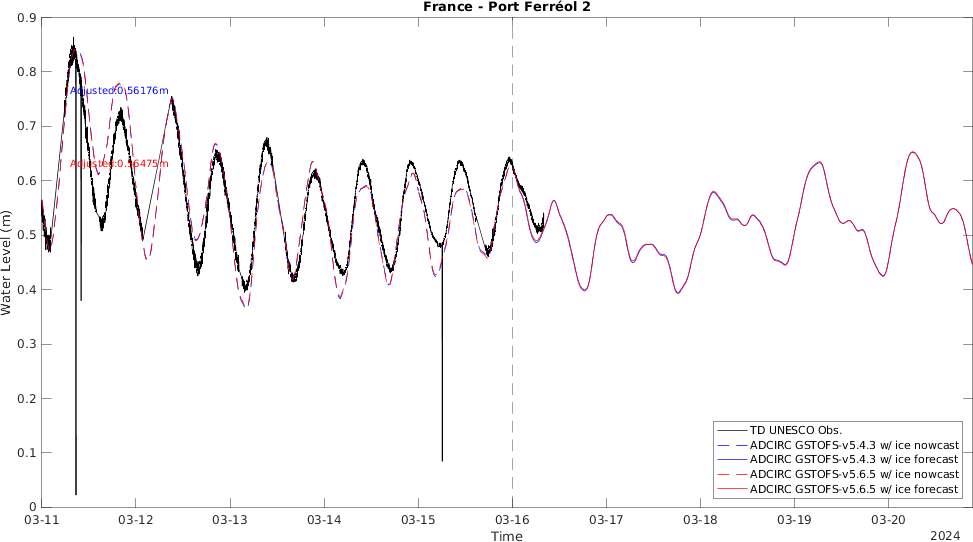 France - Port Ferréol 2
0.9
0.8
0.7
0.6
0.5
0.4
0.3
0.2
0.1
0
Water Level (m)
Adjusted:0.56176m
Adjusted:0.56475m
TD UNESCO Obs.
ADCIRC GSTOFS-v5.4.3 w/ ice nowcast
ADCIRC GSTOFS-v5.4.3 w/ ice forecast
ADCIRC GSTOFS-v5.6.5 w/ ice nowcast
ADCIRC GSTOFS-v5.6.5 w/ ice forecast
03-11 03-12 03-13 03-14 03-15 03-16 03-17 03-18 03-19 03-20
Time
2024